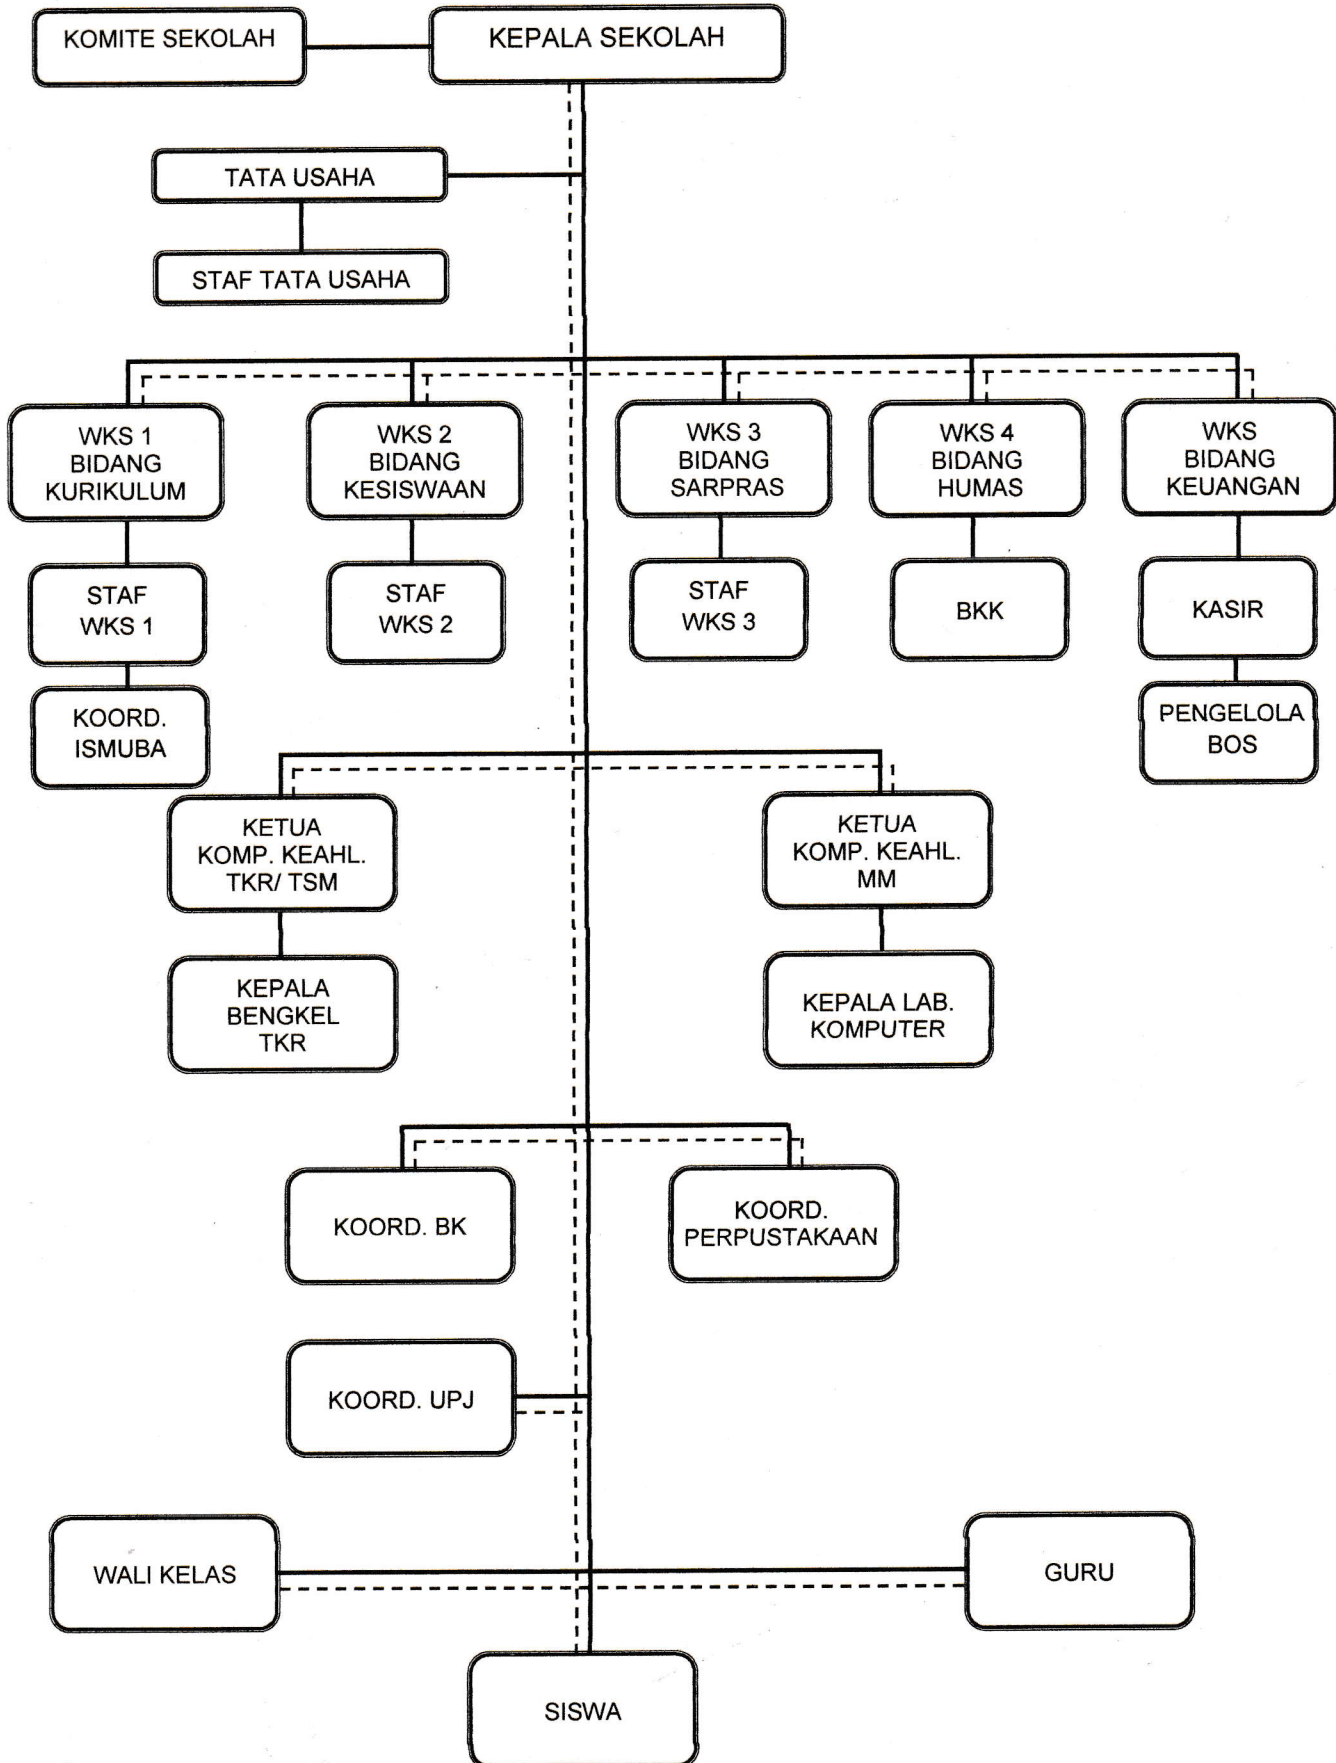 KOMITE SEKOLAH
KEPALA SEKOLAH
TATA USAHA
STAF TATA USAHA
WKS 1
BIDANG
KURIKULUM
WKS 2
BIDANG
KESISWAAN
WKS 3
BIDANG
SARPRAS
WKS 4
BIDANG
HUMAS
WKS
BIDANG
KEUANGAN
STAF
WKS 1
STAF
WKS 2
STAF
WKS 3
BKK
KASIR
KOORD.
ISMUBA
PENGELOLA
BOS
KETUA
KOMP. KEAHL.
TKR/ TSM
KETUA
KOMP. KEAHL.
MM
KEPALA
BENGKEL
TKR
KEPALA LAB.
KOMPUTER
KOORD. BK
KOORD.
PERPUSTAKAAN
KOORD. UPJ
WALI KELAS
GURU
SISWA